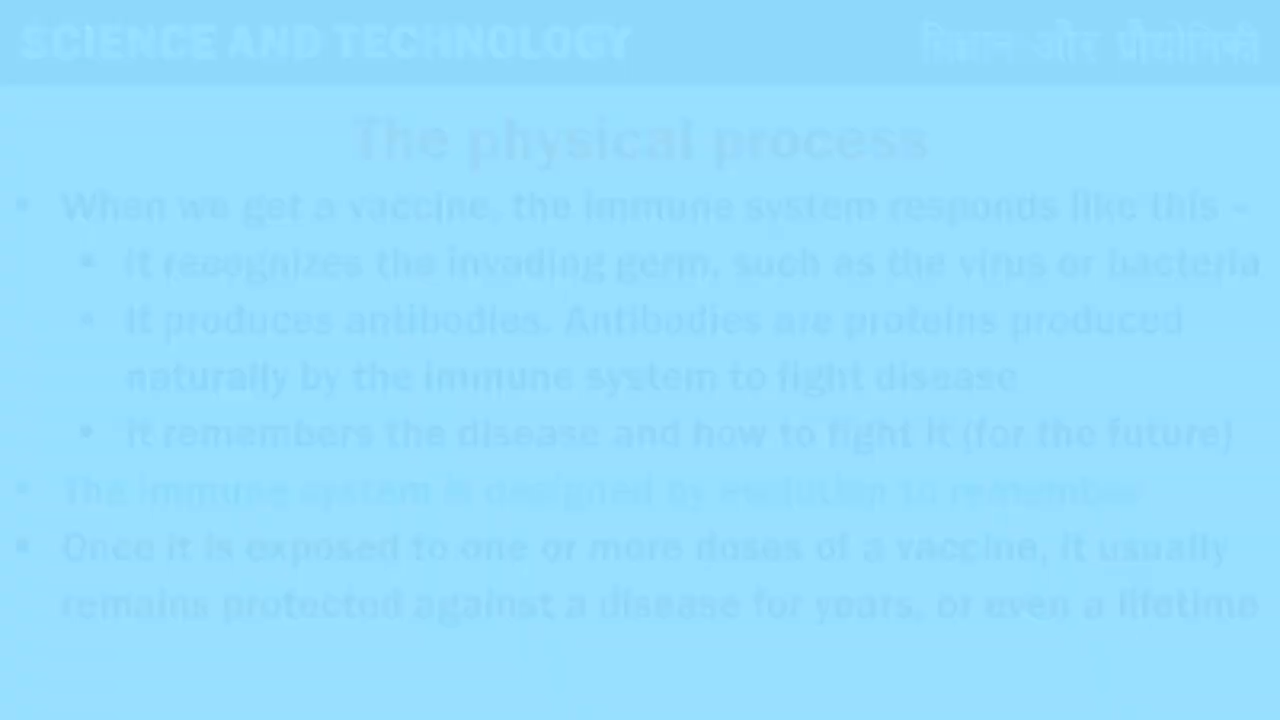 SCIENCE AND TECHNOLOGY
विज्ञान और प्रौद्योगिकी
The physical process
• When we get a vaccine, the immune system responds like this –
• It recognizes the invading germ, such as the virus or bacteria
• It produces antibodies. Antibodies are proteins produced
naturally by the immune system to fight disease
• It remembers the disease and how to fight it (for the future)
• The immune system is designed by evolution to remember
• Once it is exposed to one or more doses of a vaccine, it usually
remains protected against a disease for years, or even a lifetime